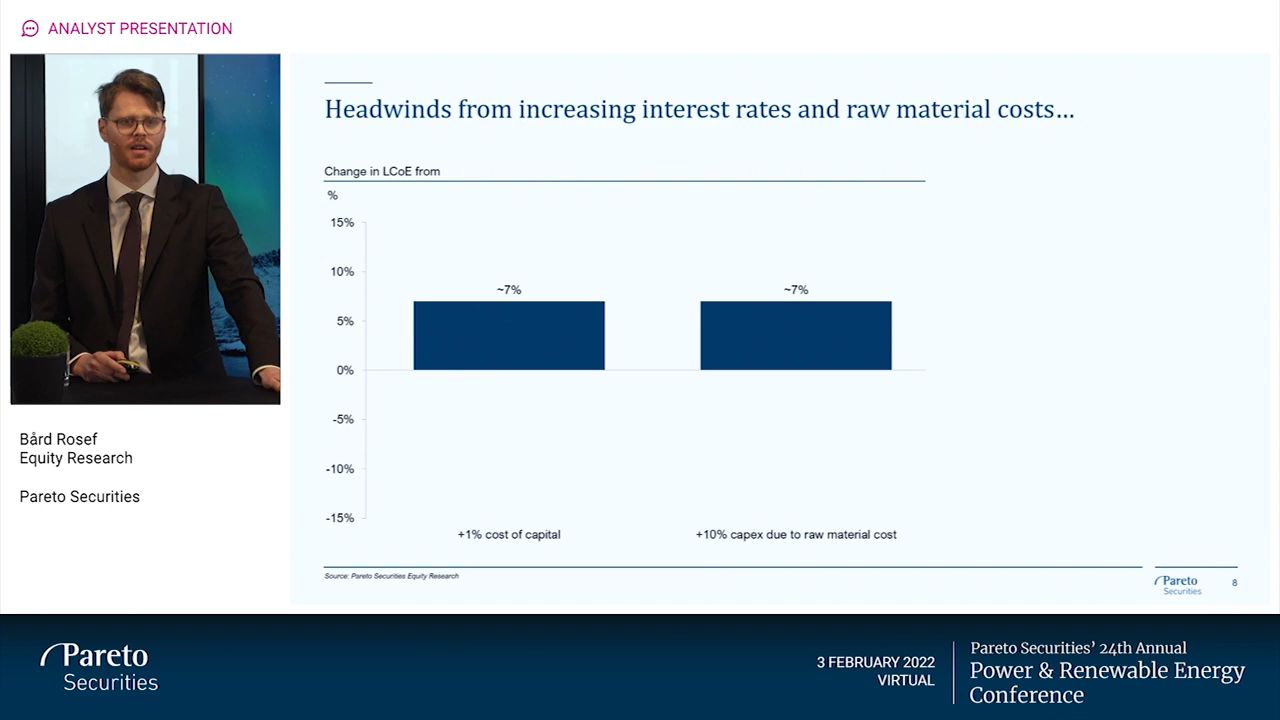 ANALYST PRESENTATION
Headwinds from increasing interest rates and raw material costs…
Change in LCoE from
%
15%
10%
5%
0%
-5%
-10%
-15%
~7%
~7%
+1% cost of capital
+10% capex due to raw material cost
Source: Pareto Securities Equity Research
Pareto
Securities
8
Bård Rosef
Equity Research
Pareto Securities
Pareto
Securities
3 FEBRUARY 2022
VIRTUAL
Pareto Securities’ 24th Annual
Power & Renewable Energy
Conference